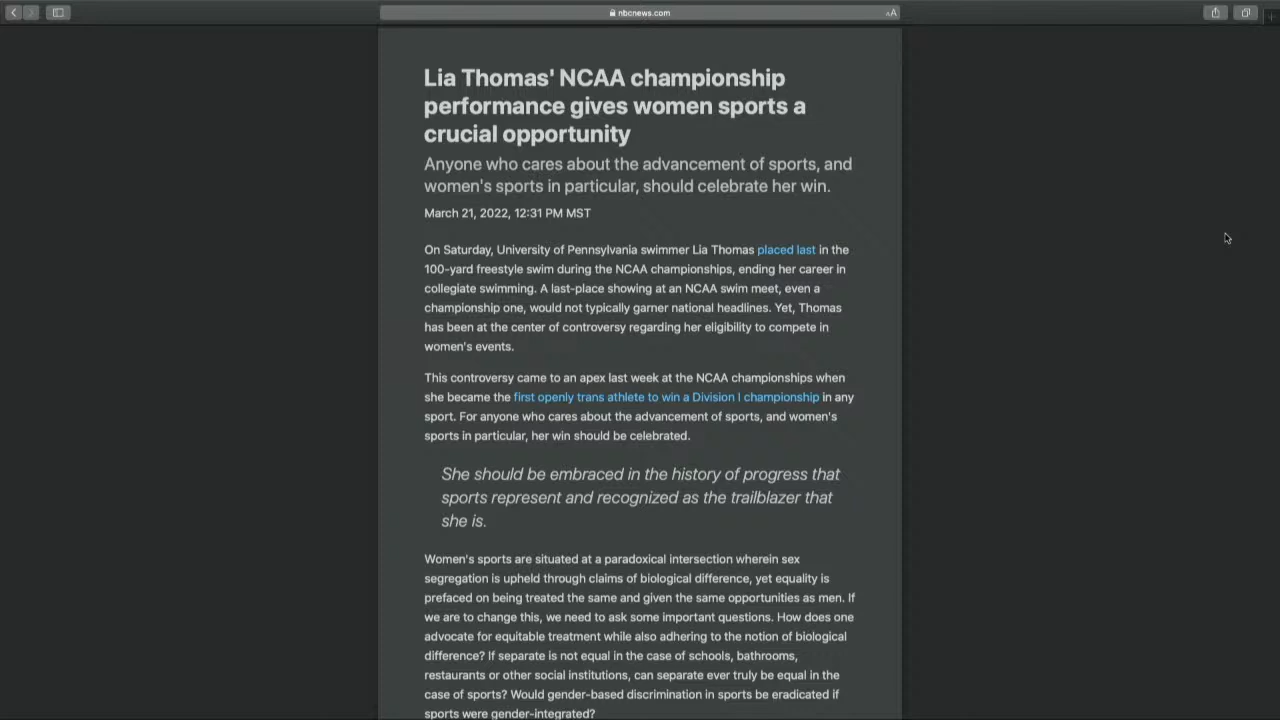 nbcnews.com
AA
Lia Thomas' NCAA championship
performance gives women sports a
crucial opportunity
Anyone who cares about the advancement of sports, and
women's sports in particular, should celebrate her win.
March 21, 2022, 12:31 PM MST
On Saturday, University of Pennsylvania swimmer Lia Thomas placed last in the
100-yard freestyle swim during the NCAA championships, ending her career in
collegiate swimming. A last-place showing at an NCAA swim meet, even a
championship one, would not typically garner national headlines. Yet, Thomas
has been at the center of controversy regarding her eligibility to compete in
women's events.
This controversy came to an apex last week at the NCAA championships when
she became the first openly trans athlete to win a Division I championship in any
sport. For anyone who cares about the advancement of sports, and women's
sports in particular, her win should be celebrated.
She should be embraced in the history of progress that
sports represent and recognized as the trailblazer that
she is.
Women's sports are situated at a paradoxical intersection wherein sex
segregation is upheld through claims of biological difference, yet equality is
prefaced on being treated the same and given the same opportunities as men. If
we are to change this, we need to ask some important questions. How does one
advocate for equitable treatment while also adhering to the notion of biological
difference? If separate is not equal in the case of schools, bathrooms,
restaurants or other social institutions, can separate ever truly be equal in the
case of sports? Would gender-based discrimination in sports be eradicated if
sports were gender-integrated?